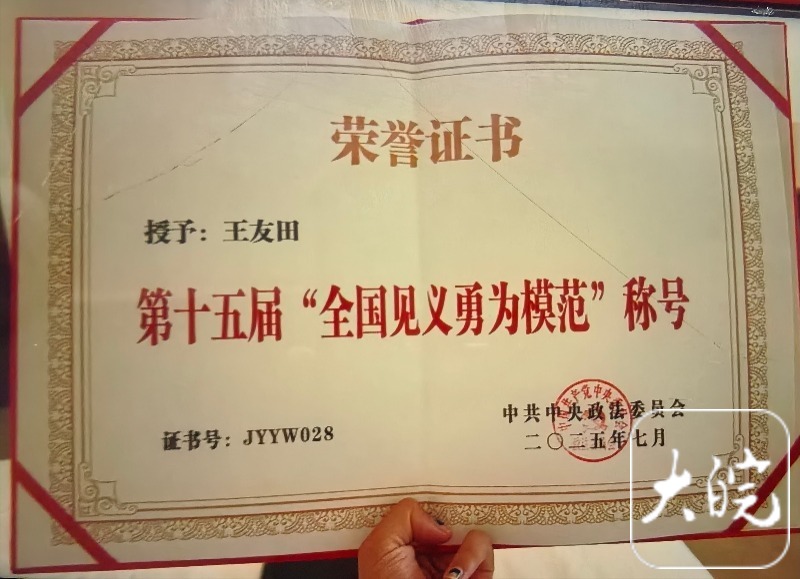 荣誉证书
授予：王友田
第十五届“全国见义勇为模范”称号
中共中央政法委员会
证书号：JYYW028
二〇二五年七月
大皖